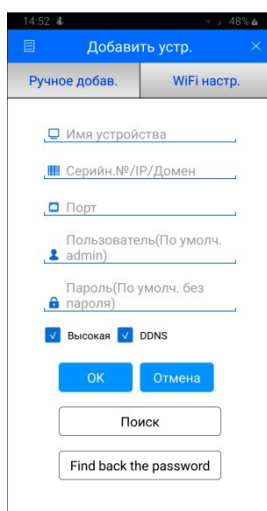 14:52 48%
Добавить устр.
Ручное добав. WiFi настр.
Имя устройства
Серийн.№/IP/Домен
Порт
Пользователь(По умолч.
admin)
Пароль(По умолч. без
пароля)
Высокая DDNS
OK Отмена
Поиск
Find back the password